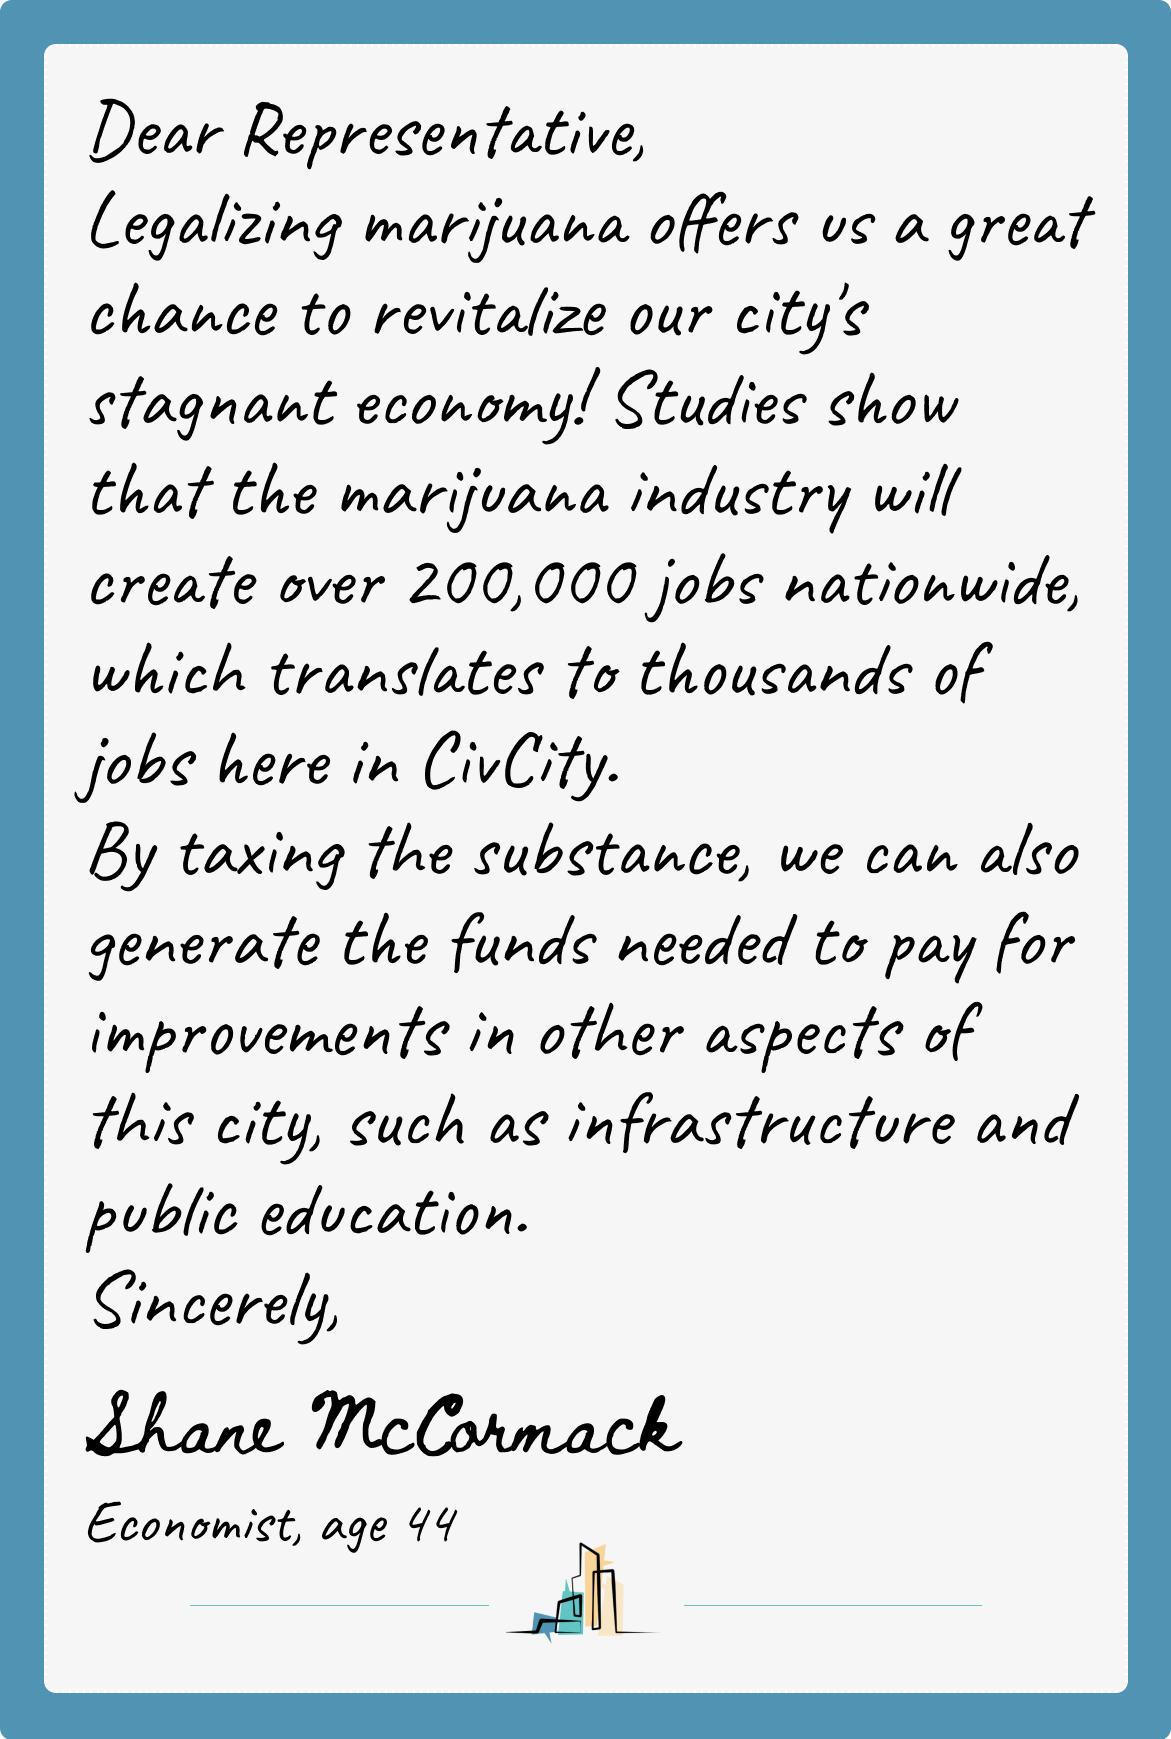 Dear Representative,
Legalizing marijuana offers us a great
chance to revitalize our city's
stagnant economy! Studies show
that the marijuana industry will
create over 200,000 jobs nationwide,
which translates to thousands of
jobs here in CivCity.
By taxing the substance, we can also
generate the funds needed to pay for
improvements in other aspects of
this city, such as infrastructure and
public education.
Sincerely,
Shane McCormack
Economist, age 44